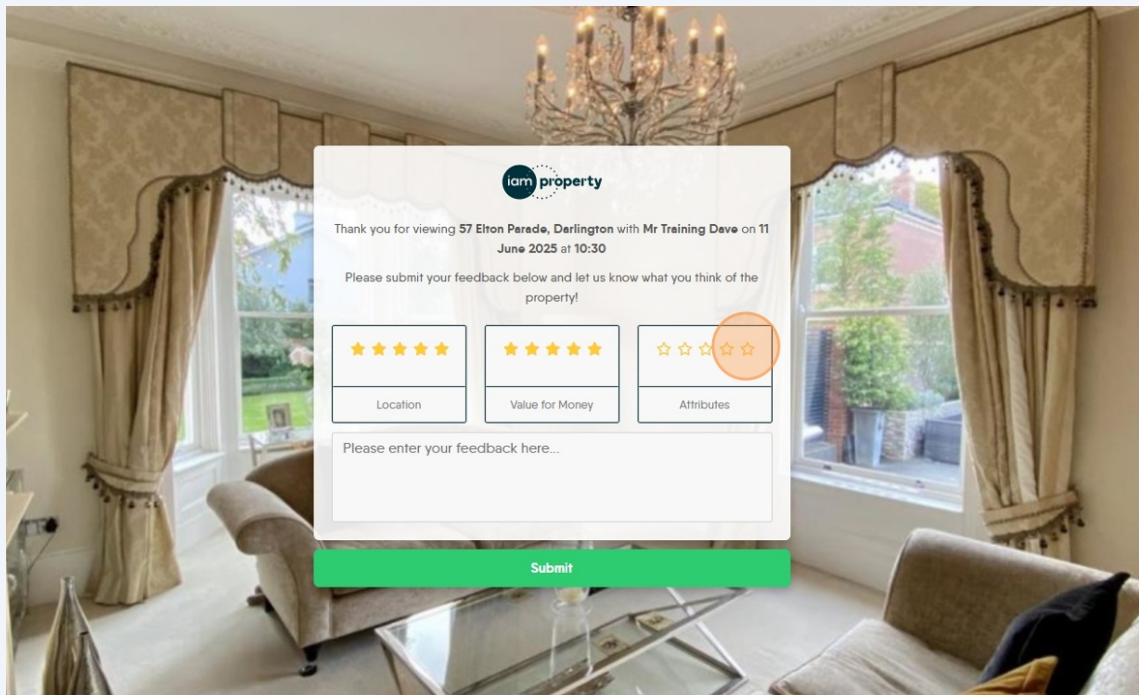 iam property
Thank you for viewing 57 Elton Parade, Darlington with Mr Training Dave on 11
June 2025 at 10:30
Please submit your feedback below and let us know what you think of the
property!
Location
Value for Money
Attributes
Please enter your feedback here...
Submit